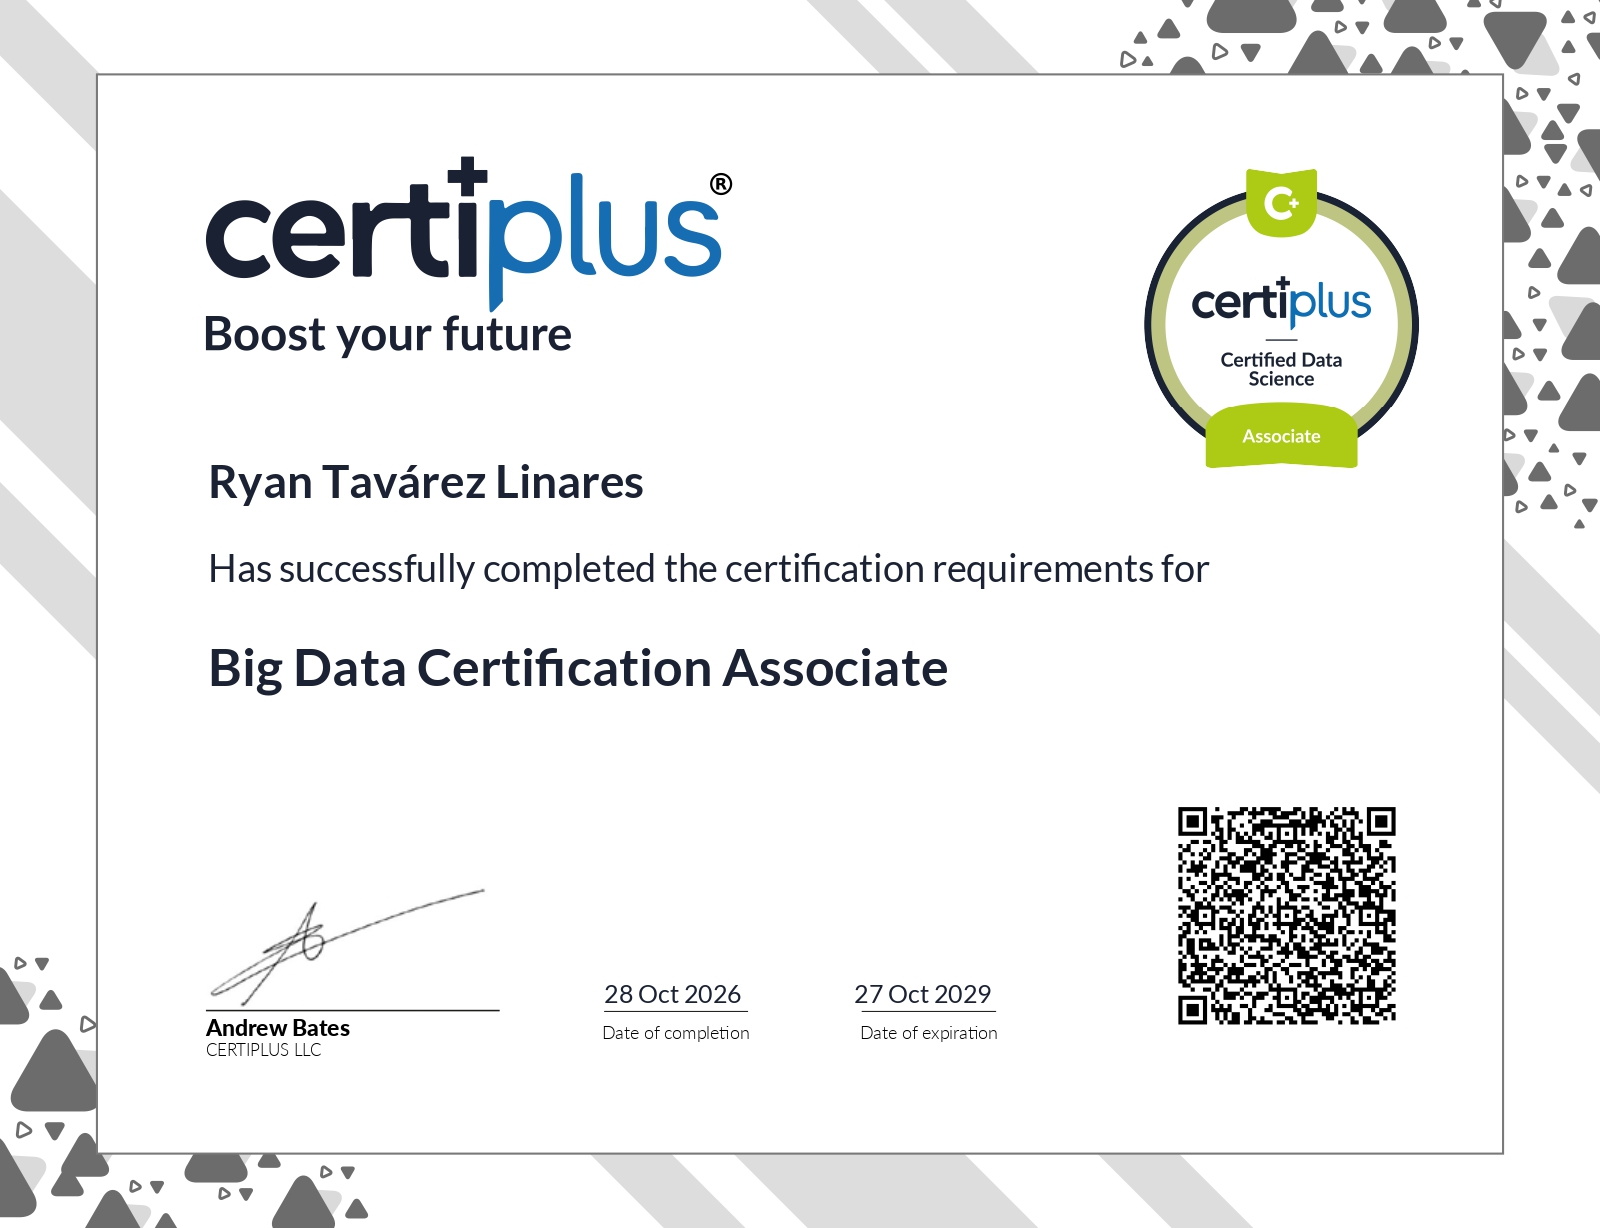 certiplus®
Boost your future
C+
certiplus
Certified Data
Science
Associate
Ryan Tavárez Linares
Has successfully completed the certification requirements for
Big Data Certification Associate
28 Oct 2026
27 Oct 2029
Andrew Bates
CERTIPLUS LLC
Date of completion
Date of expiration